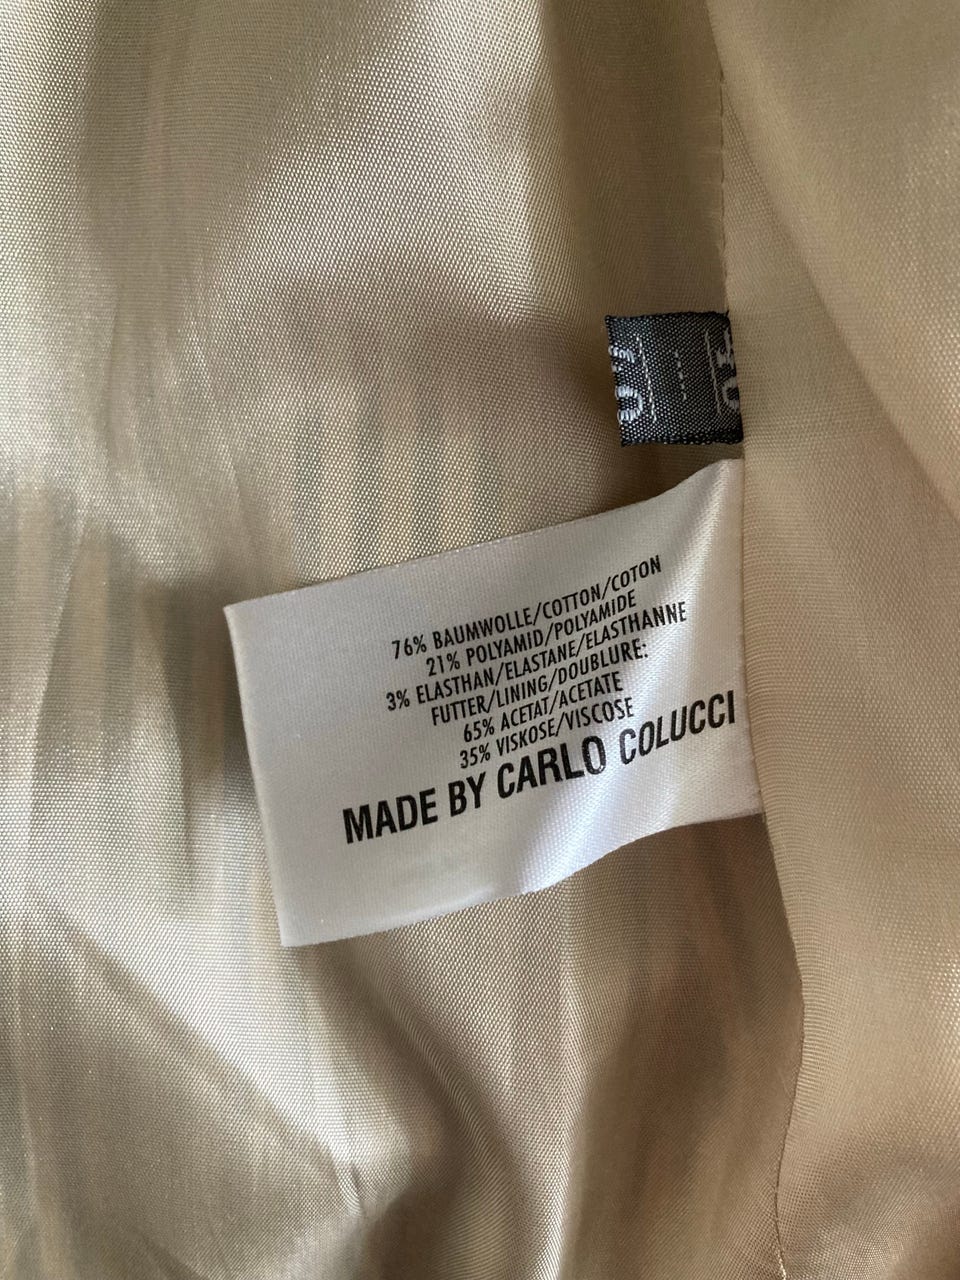 76% BAUMWOLLE/COTTON/COTON
21% POLYAMID/POLYAMIDE
3% ELASTHAN/ELASTANE/ELASTHANNE
FUTTER/LINING/DOUBLURE:
65% ACETAT/ACETATE
35% VISKOSE/VISCOSE
MADE BY CARLO COLUCCI